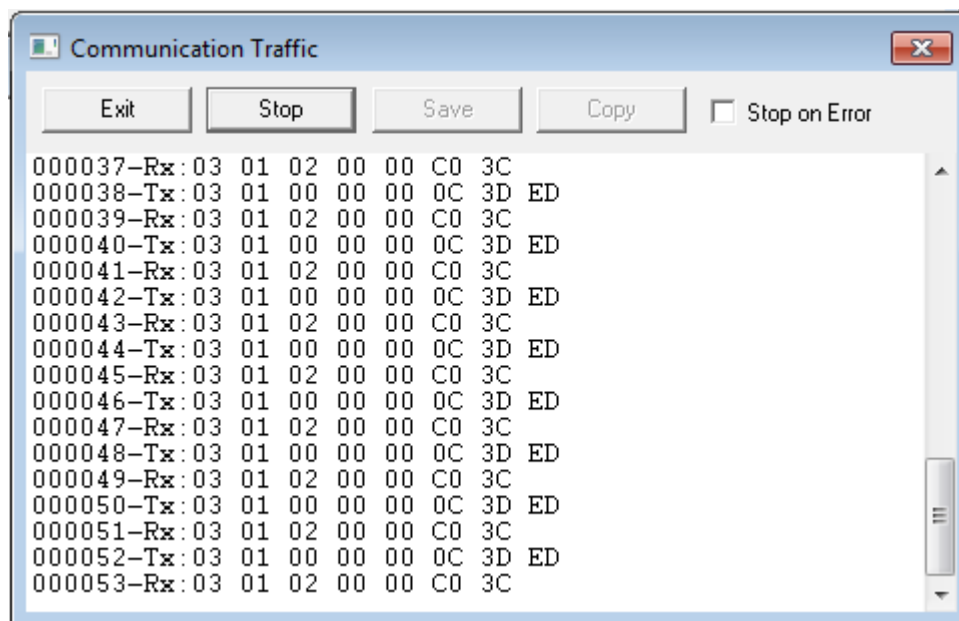 Communication Traffic
Exit Stop Save Copy Stop on Error
000037-Rx:03 01 02 00 00 C0 3C
000038-Tx:03 01 00 00 00 0C 3D ED
000039-Rx:03 01 02 00 00 C0 3C
000040-Tx:03 01 00 00 00 0C 3D ED
000041-Rx:03 01 02 00 00 C0 3C
000042-Tx:03 01 00 00 00 0C 3D ED
000043-Rx:03 01 02 00 00 C0 3C
000044-Tx:03 01 00 00 00 0C 3D ED
000045-Rx:03 01 02 00 00 C0 3C
000046-Tx:03 01 00 00 00 0C 3D ED
000047-Rx:03 01 02 00 00 C0 3C
000048-Tx:03 01 00 00 00 0C 3D ED
000049-Rx:03 01 02 00 00 C0 3C
000050-Tx:03 01 00 00 00 0C 3D ED
000051-Rx:03 01 02 00 00 C0 3C
000052-Tx:03 01 00 00 00 0C 3D ED
000053-Rx:03 01 02 00 00 C0 3C